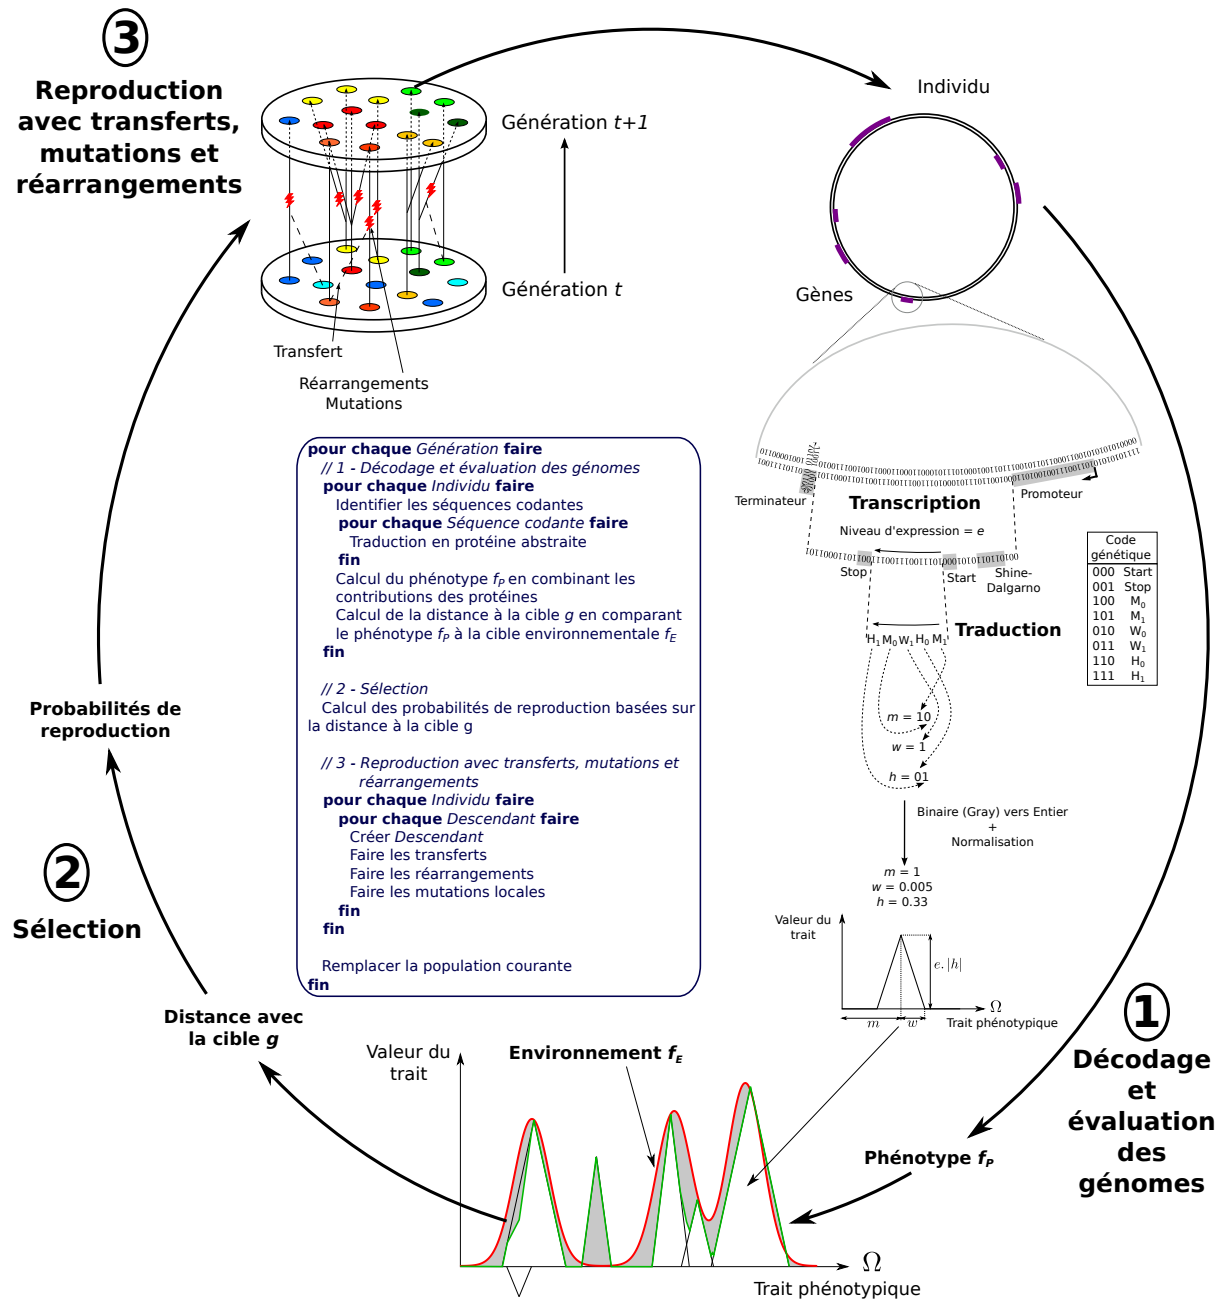 3
Reproduction
avec transferts,
mutations et
réarrangements
Génération t+1
Génération t
Transfert
Réarrangements
Mutations
Individu
Gènes
Terminateur
Transcription
Promoteur
Niveau d'expression = e
Stop
Start
Shine-
Dalgarno
Traduction
H1 M0 W1 H0 M1
Code
génétique
000 Start
001 Stop
100 M0
101 M1
010 W0
011 W1
110 H0
111 H1
m = 10
w = 1
h = 01
Binaire (Gray) vers Entier
+
Normalisation
m = 1
w = 0.005
h = 0.33
Valeur du
trait
e.|h|
Ω
m
w
Trait phénotypique
1
Décodage
et
évaluation
des
génomes
Phénotype fP
pour chaque Génération faire
// 1 - Décodage et évaluation des génomes
pour chaque Individu faire
Identifier les séquences codantes
pour chaque Séquence codante faire
Traduction en protéine abstraite
fin
Calcul du phénotype fP en combinant les
contributions des protéines
Calcul de la distance à la cible g en comparant
le phénotype fP à la cible environnementale fE
fin
// 2 - Sélection
Calcul des probabilités de reproduction basées sur
la distance à la cible g
// 3 - Reproduction avec transferts, mutations et
réarrangements
pour chaque Individu faire
pour chaque Descendant faire
Créer Descendant
Faire les transferts
Faire les réarrangements
Faire les mutations locales
fin
fin
Remplacer la population courante
fin
Probabilités de
reproduction
2
Sélection
Distance avec
la cible g
Valeur du
trait
Environnement fE
Ω
Trait phénotypique